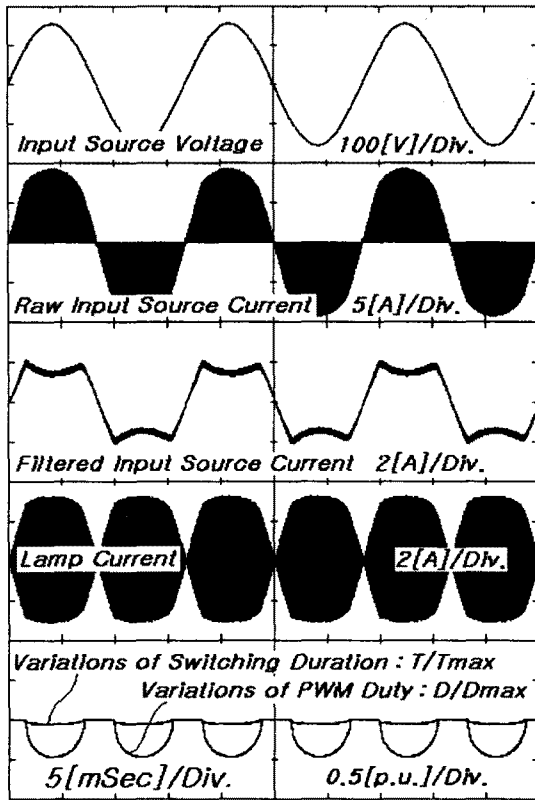 Input Source Voltage 100[V]/Div.
Raw Input Source Current 5[A]/Div.
Filtered Input Source Current 2[A]/Div.
Lamp Current 2[A]/Div.
Variations of Switching Duration : T/Tmax
Variations of PWM Duty : D/Dmax
5[mSec]/Div. 0.5[p.u.]/Div.